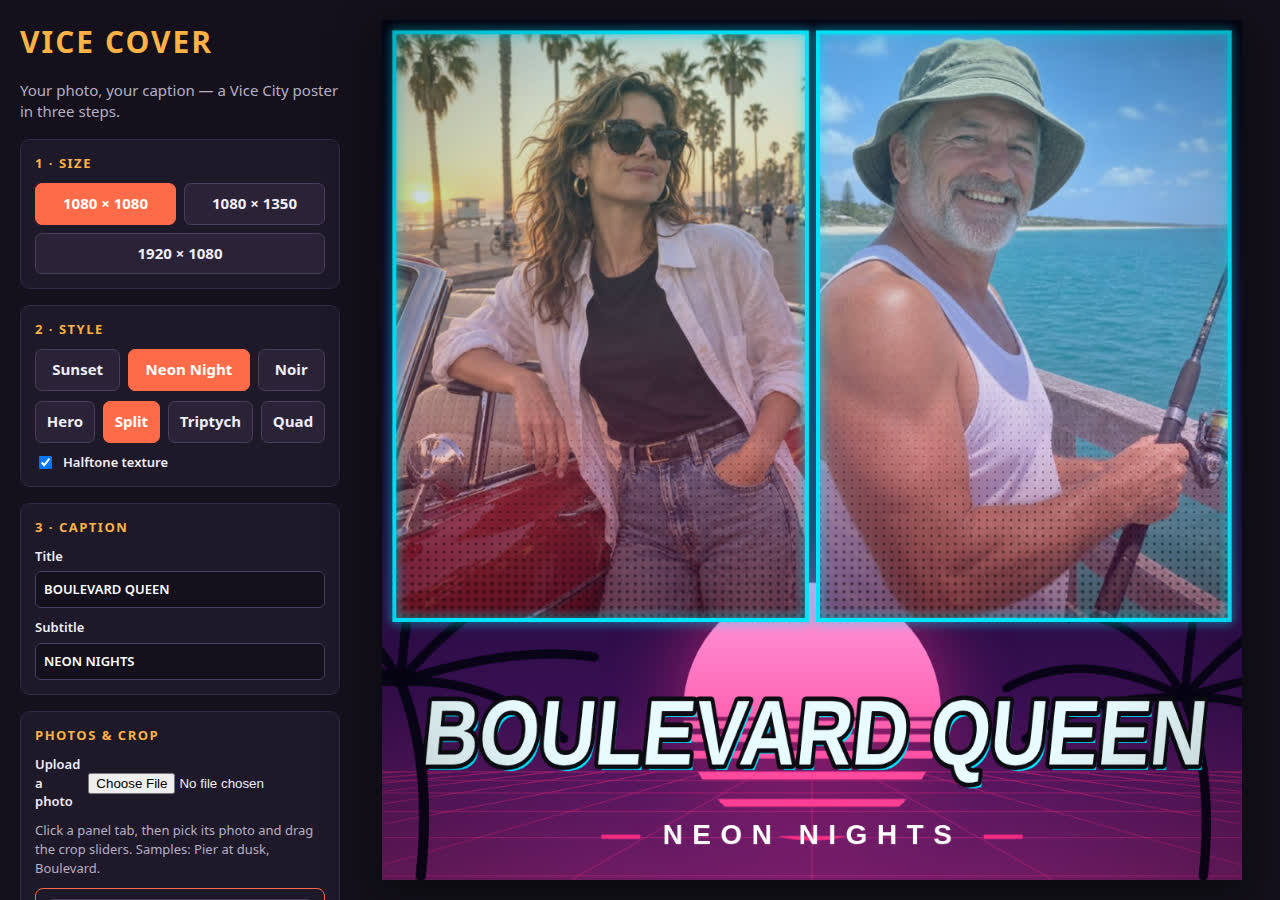 VICE COVER
Your photo, your caption — a Vice City poster
in three steps.
1 · SIZE
1080 × 1080
1080 × 1350
1920 × 1080
2 · STYLE
Sunset
Neon Night
Noir
Hero
Split
Triptych
Quad
Halftone texture
3 · CAPTION
Title
BOULEVARD QUEEN
Subtitle
NEON NIGHTS
PHOTOS & CROP
Upload
a
photo
Choose File No file chosen
Click a panel tab, then pick its photo and drag
the crop sliders. Samples: Pier at dusk,
Boulevard.
BOULEVARD QUEEN
NEON NIGHTS